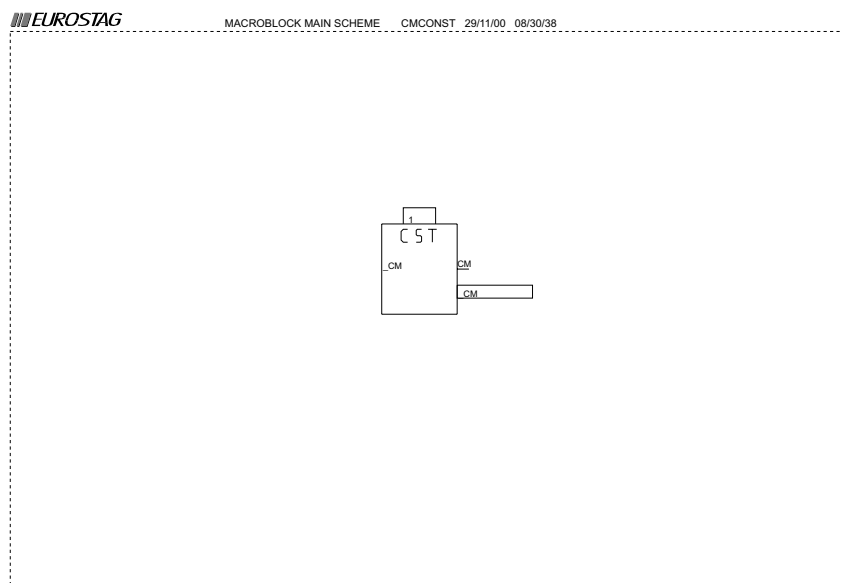 EUROSTAG
MACROBLOCK MAIN SCHEME CMCONST 29/11/00 08/30/38
1
CST
_CM CM
CM